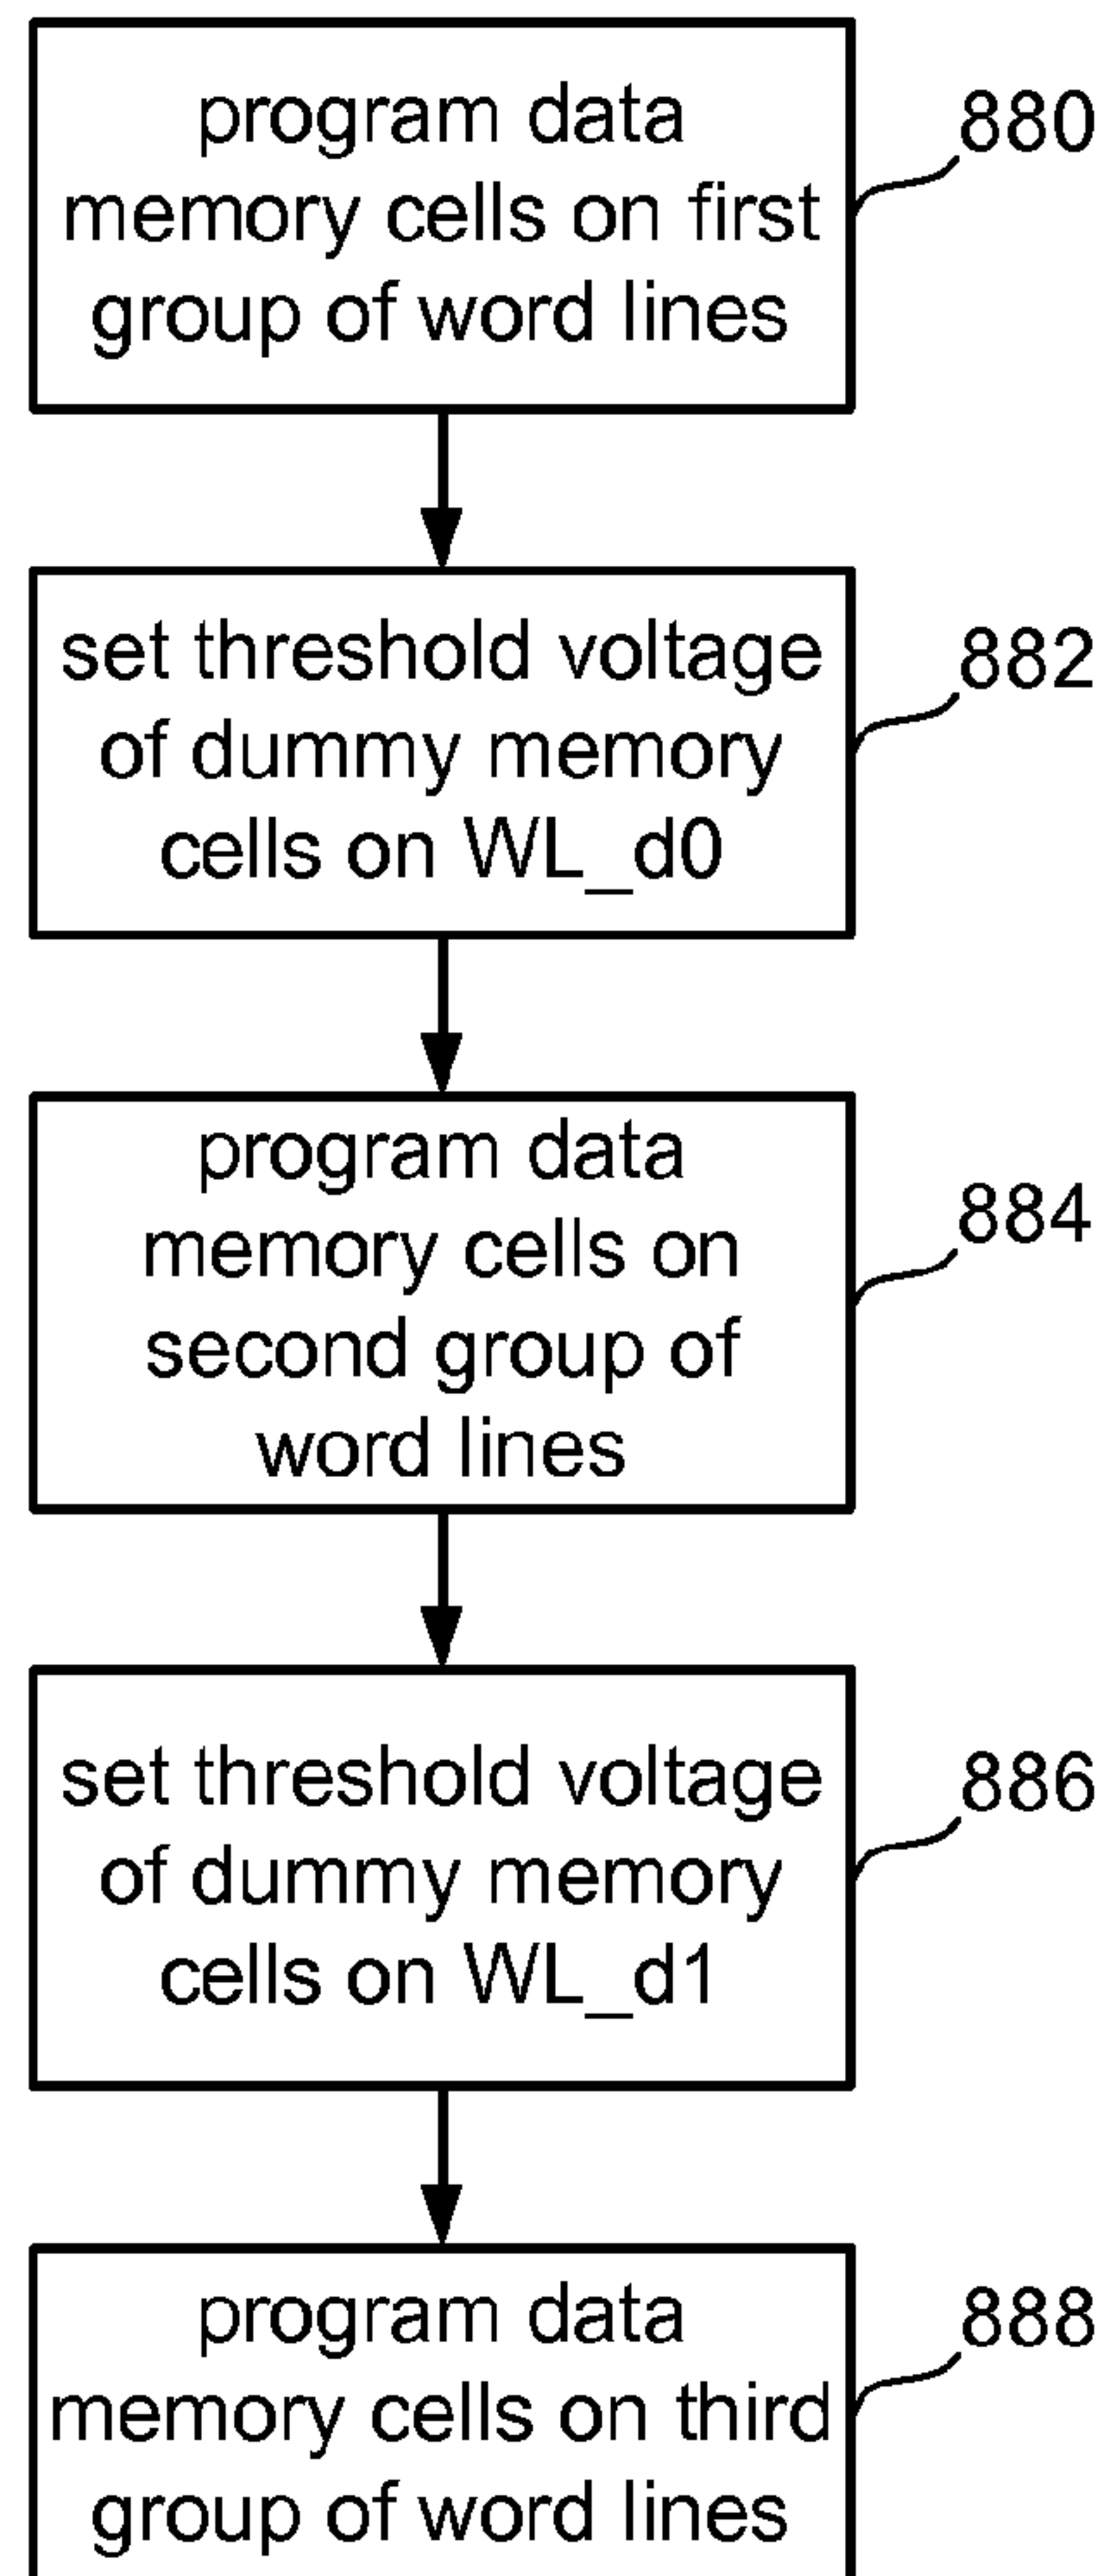 program data
memory cells on first
group of word lines
880
set threshold voltage
of dummy memory
cells on WL_d0
882
program data
memory cells on
second group of
word lines
884
set threshold voltage
of dummy memory
cells on WL_d1
886
program data
memory cells on third
group of word lines
888